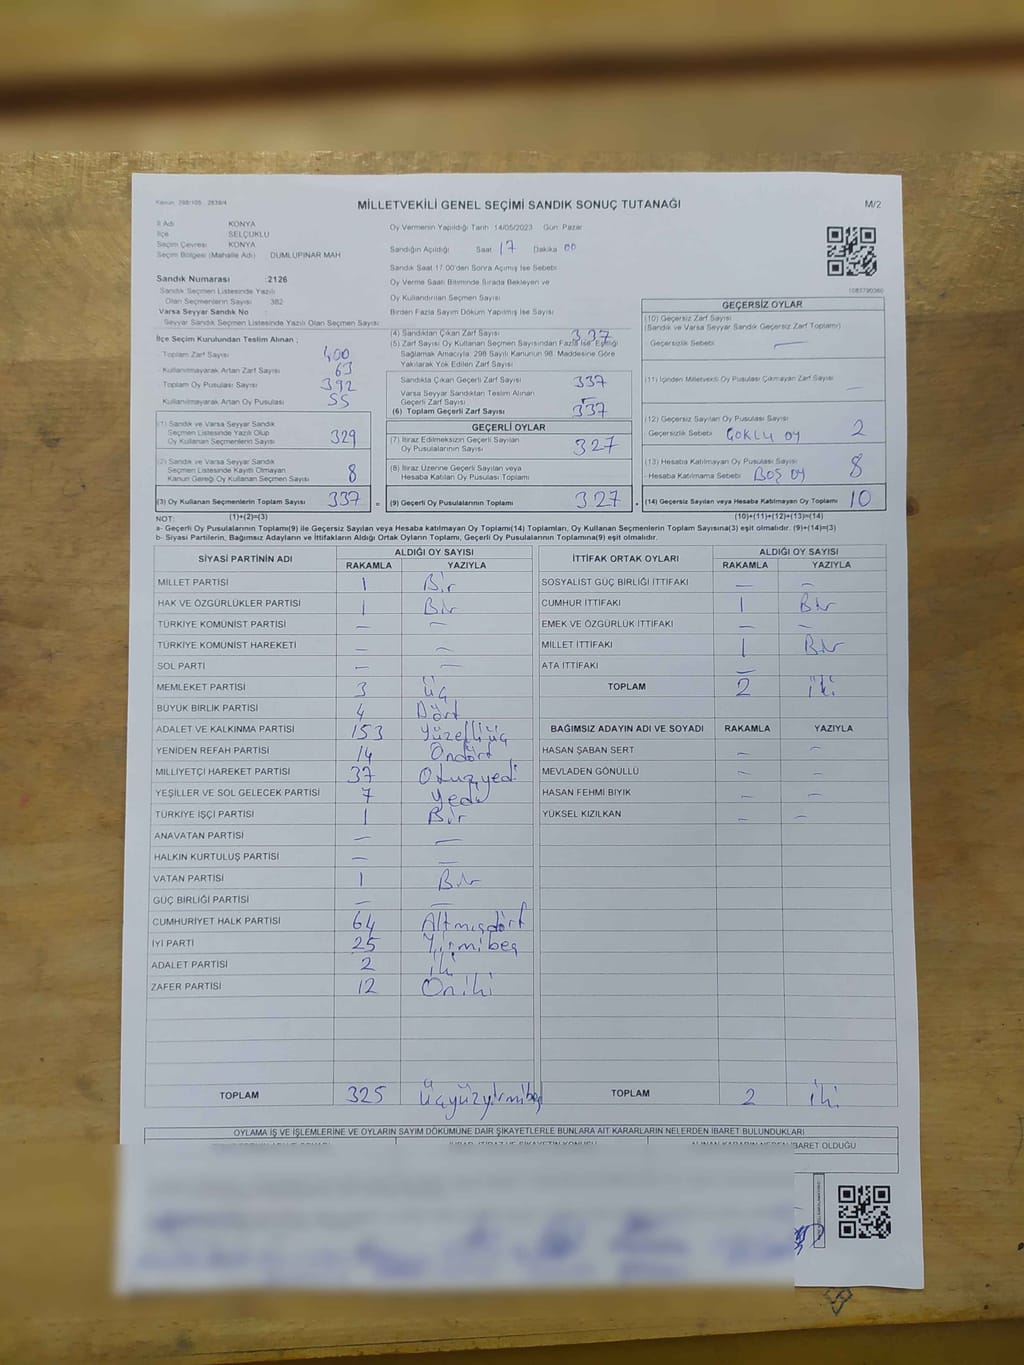 Kanun: 298/105 , 2839/4
MİLLETVEKİLİ GENEL SEÇİMİ SANDIK SONUÇ TUTANAĞI
M/2
İl Adı KONYA
İlçe SELÇUKLU
Seçim Çevresi KONYA
Seçim Bölgesi (Mahalle Adı) DUMLUPINAR MAH
Sandık Numarası :2126
Sandık Seçmen Listesinde Yazılı
Olan Seçmenlerin Sayısı 382
Varsa Seyyar Sandık No :
Seyyar Sandık Seçmen Listesinde Yazılı Olan Seçmen Sayısı
İlçe Seçim Kurulundan Teslim Alınan ;
Toplam Zarf Sayısı 400
Kullanılmayarak Artan Zarf Sayısı 63
Toplam Oy Pusulası Sayısı 392
Kullanılmayarak Artan Oy Pusulası 55
(1) Sandık ve Varsa Seyyar Sandık
Seçmen Listesinde Yazılı Olup
Oy Kullanan Seçmenlerin Sayısı 329
(2) Sandık ve Varsa Seyyar Sandık
Seçmen Listesinde Kayıtlı Olmayan
Kanun Gereği Oy Kullanan Seçmen Sayısı 8
(3) Oy Kullanan Seçmenlerin Toplam Sayısı 337 =
(1)+(2)=(3)
Oy Vermenin Yapıldığı Tarih 14/05/2023 Gün Pazar
Sandığın Açıldığı Saat 17 Dakika 00
Sandık Saat 17:00'den Sonra Açımış İse Sebebi
Oy Verme Saati Bitiminde Sırada Bekleyen ve
Oy Kullandırılan Seçmen Sayısı
Birden Fazla Sayım Döküm Yapılmış İse Sayısı
(4) Sandıktan Çıkan Zarf Sayısı
(5) Zarf Sayısı Oy Kullanan Seçmen Sayısından Fazla İse, Eşitliği
Sağlamak Amacıyla, 298 Sayılı Kanunun 98. Maddesine Göre
Yakılarak Yok Edilen Zarf Sayısı
Sandıkta Çıkan Geçerli Zarf Sayısı 337
Varsa Seyyar Sandıktan Teslim Alınan
Geçerli Zarf Sayısı —
(6) Toplam Geçerli Zarf Sayısı 337
GEÇERLİ OYLAR
(7) İtiraz Edilmeksizin Geçerli Sayılan
Oy Pusulalarının Sayısı 327
(8) İtiraz Üzerine Geçerli Sayılan veya
Hesaba Katılan Oy Pusulası Toplamı
(9) Geçerli Oy Pusulalarının Toplamı 327 +
1083790360
GEÇERSİZ OYLAR
(10) Geçersiz Zarf Sayısı
(Sandık ve Varsa Seyyar Sandık Geçersiz Zarf Toplamı)
Geçersizlik Sebebi : —
(11) İçinden Milletvekili Oy Pusulası Çıkmayan Zarf Sayısı —
(12) Geçersiz Sayılan Oy Pusulası Sayısı
Geçersizlik Sebebi : ÇOKLU OY 2
(13) Hesaba Katılmayan Oy Pusulası Sayısı
Hesaba Katılmama Sebebi : BOŞ OY 8
(14) Geçersiz Sayılan veya Hesaba Katılmayan Oy Toplamı 10
(10)+(11)+(12)+(13)=(14)
NOT:
a- Geçerli Oy Pusulalarının Toplamı(9) ile Geçersiz Sayılan veya Hesaba katılmayan Oy Toplamı(14) Toplamları, Oy Kullanan Seçmenlerin Toplam Sayısına(3) eşit olmalıdır. (9)+(14)=(3)
b- Siyasi Partilerin, Bağımsız Adayların ve İttifakların Aldığı Ortak Oyların Toplamı, Geçerli Oy Pusulalarının Toplamına(9) eşit olmalıdır.
SİYASİ PARTİNİN ADI ALDIĞI OY SAYISI
RAKAMLA YAZIYLA
MİLLET PARTİSİ 1 Bir
HAK VE ÖZGÜRLÜKLER PARTİSİ 1 Bir
TÜRKİYE KOMÜNİST PARTİSİ — —
TÜRKİYE KOMÜNİST HAREKETİ — —
SOL PARTİ — —
MEMLEKET PARTİSİ 3 üç
BÜYÜK BİRLİK PARTİSİ 4 Dört
ADALET VE KALKINMA PARTİSİ 153 Yüzelliüç
YENİDEN REFAH PARTİSİ 14 Ondört
MİLLİYETÇİ HAREKET PARTİSİ 37 Otuzyedi
YEŞİLLER VE SOL GELECEK PARTİSİ 7 Yedi
TÜRKİYE İŞÇİ PARTİSİ 1 Bir
ANAVATAN PARTİSİ — —
HALKIN KURTULUŞ PARTİSİ — —
VATAN PARTİSİ 1 Bir
GÜÇ BİRLİĞİ PARTİSİ — —
CUMHURİYET HALK PARTİSİ 64 Altmışdört
İYİ PARTİ 25 Yirmibeş
ADALET PARTİSİ 2 iki
ZAFER PARTİSİ 12 Oniki
TOPLAM 325 üçyüzyirmibeş
İTTİFAK ORTAK OYLARI ALDIĞI OY SAYISI
RAKAMLA YAZIYLA
SOSYALİST GÜÇ BİRLİĞİ İTTİFAKI — —
CUMHUR İTTİFAKI 1 Bir
EMEK VE ÖZGÜRLÜK İTTİFAKI — —
MİLLET İTTİFAKI 1 Bir
ATA İTTİFAKI —
TOPLAM 2 iki
BAĞIMSIZ ADAYIN ADI VE SOYADI RAKAMLA YAZIYLA
HASAN ŞABAN SERT — —
MEVLADEN GÖNÜLLÜ — —
HASAN FEHMİ BIYIK — —
YÜKSEL KIZILKAN — —
TOPLAM 2 iki
OYLAMA İŞ VE İŞLEMLERİNE VE OYLARIN SAYIM DÖKÜMÜNE DAİR ŞİKAYETLERLE BUNLARA AİT KARARLARIN NELERDEN İBARET BULUNDUKLARI
ALINAN KARARIN NEDEN İBARET OLDUĞU